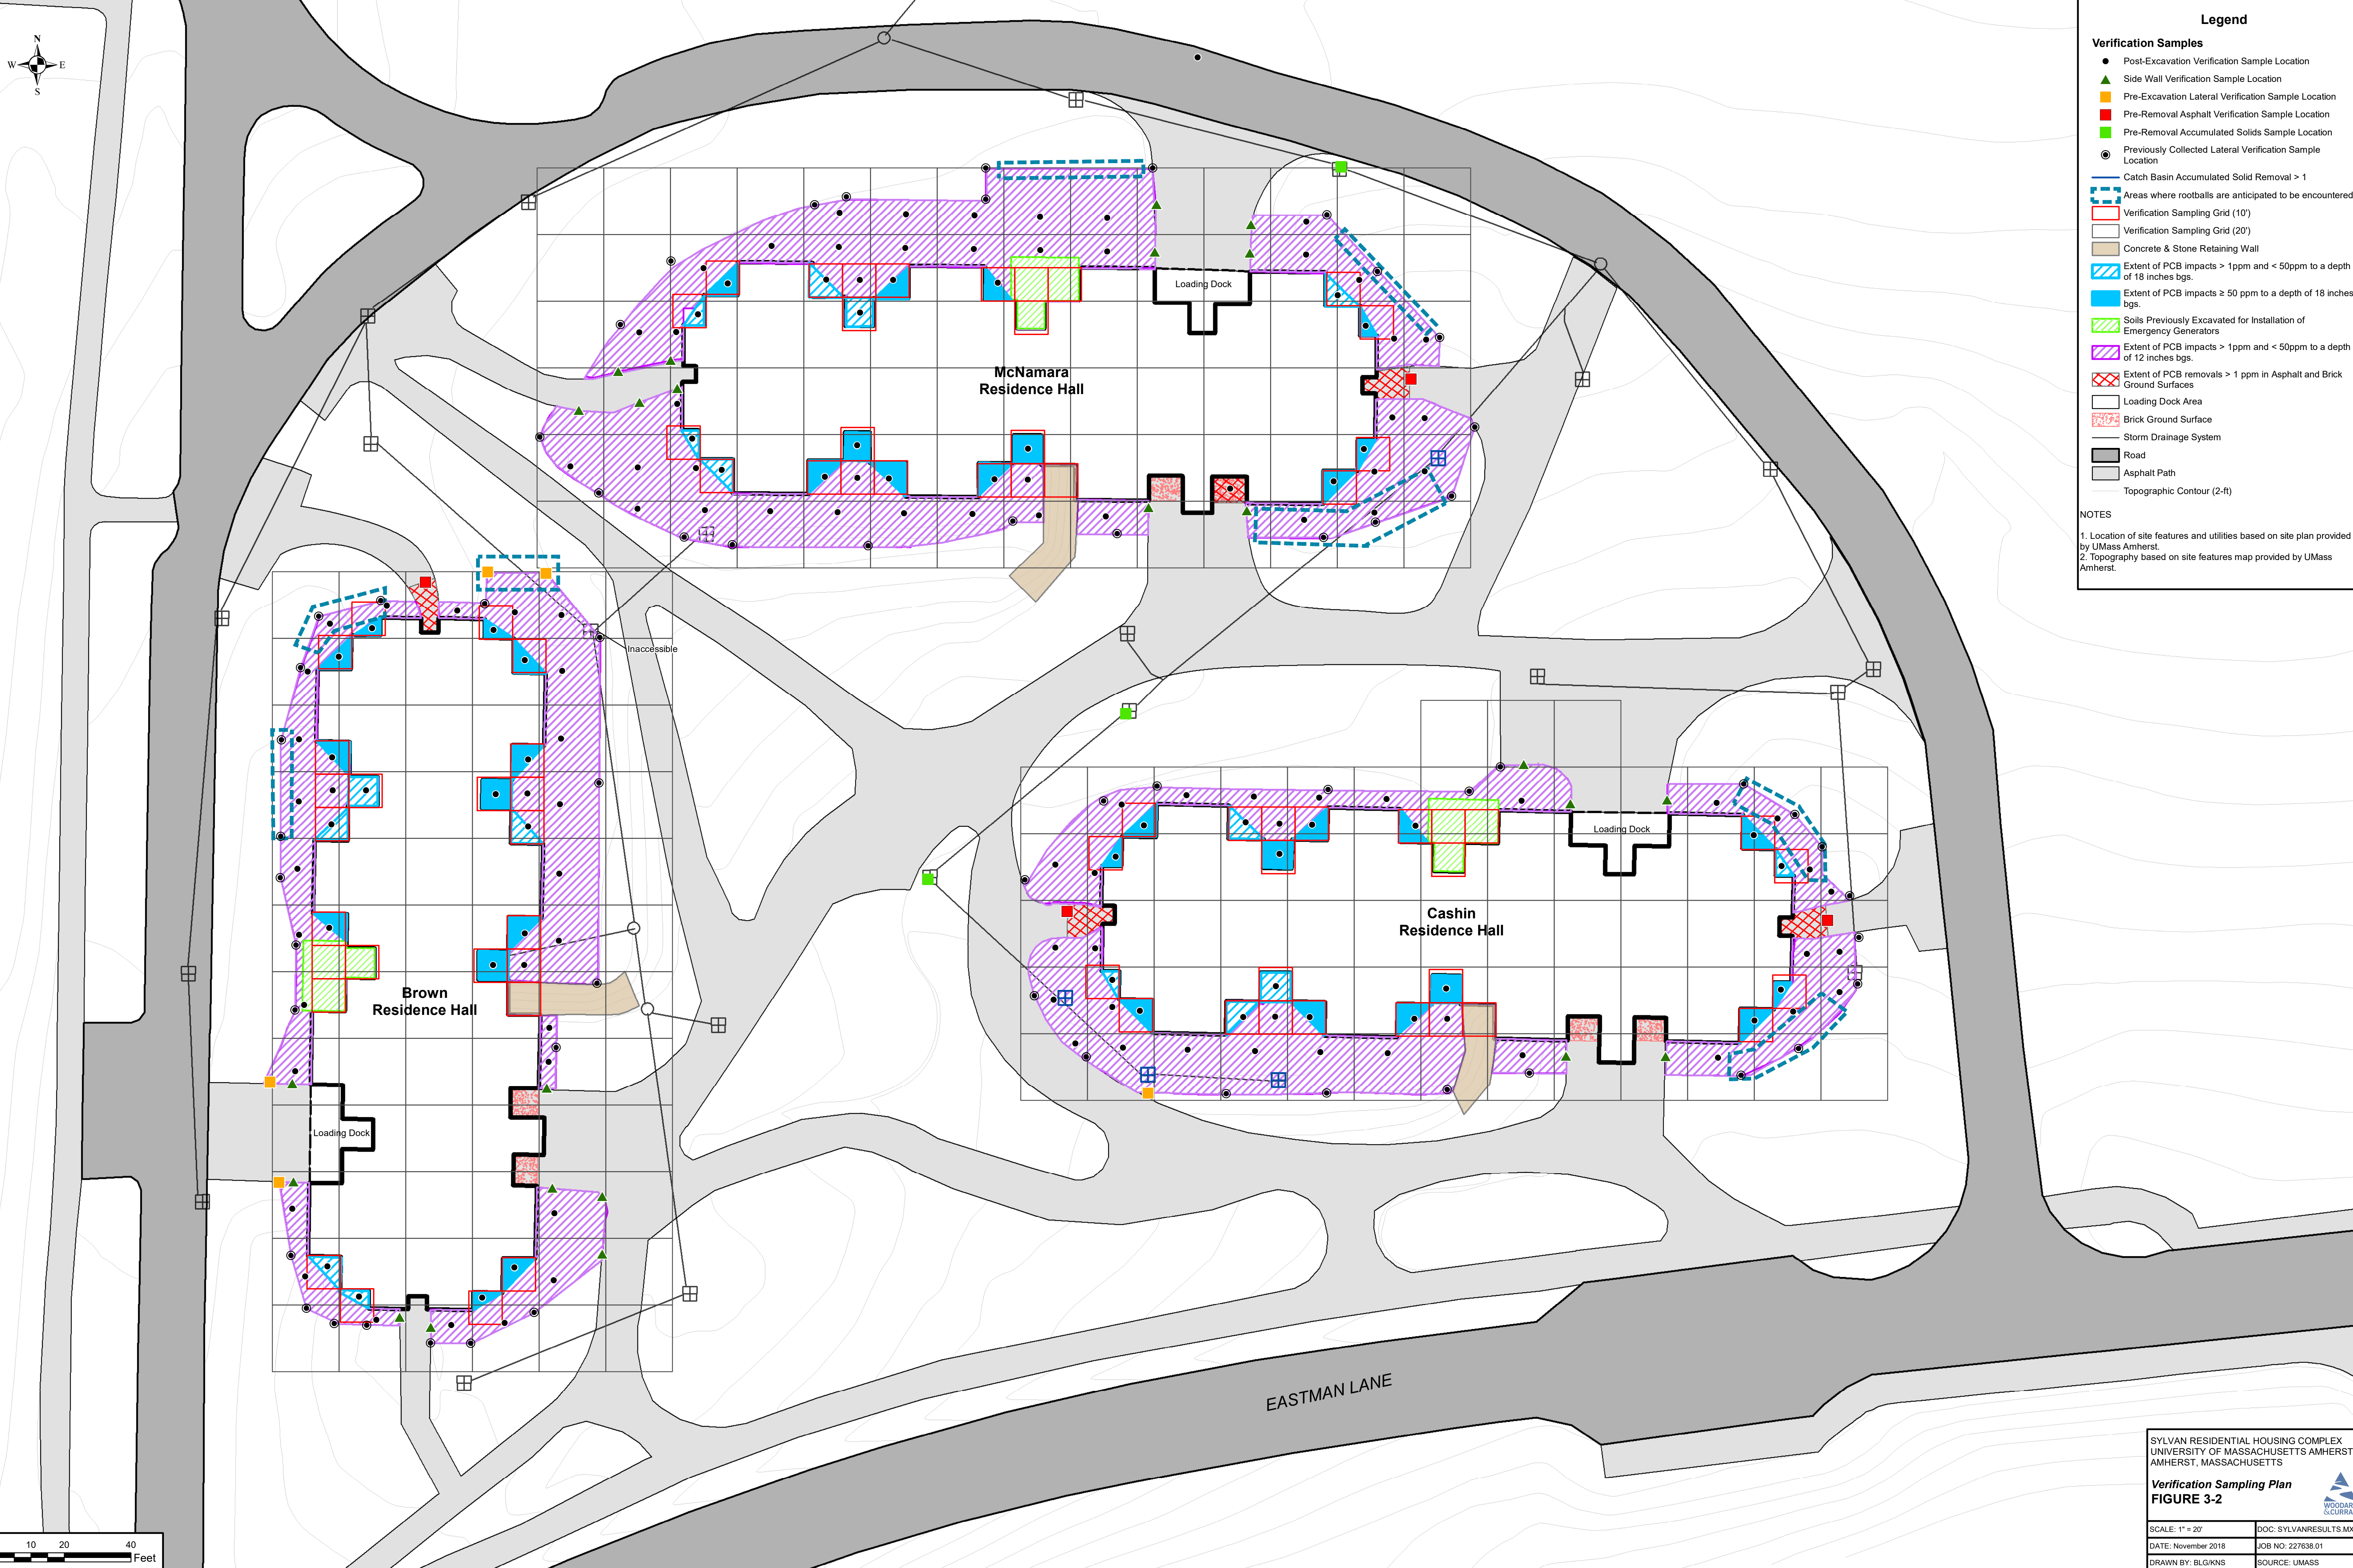 N
W E
S
Legend
Verification Samples
Post-Excavation Verification Sample Location
Side Wall Verification Sample Location
Pre-Excavation Lateral Verification Sample Location
Pre-Removal Asphalt Verification Sample Location
Pre-Removal Accumulated Solids Sample Location
Previously Collected Lateral Verification Sample
Location
Catch Basin Accumulated Solid Removal > 1
Areas where rootballs are anticipated to be encountered
Verification Sampling Grid (10')
Verification Sampling Grid (20')
Concrete & Stone Retaining Wall
Extent of PCB impacts > 1ppm and < 50ppm to a depth
of 18 inches bgs.
Extent of PCB impacts ≥ 50 ppm to a depth of 18 inches
bgs.
Soils Previously Excavated for Installation of
Emergency Generators
Extent of PCB impacts > 1ppm and < 50ppm to a depth
of 12 inches bgs.
Extent of PCB removals > 1 ppm in Asphalt and Brick
Ground Surfaces
Loading Dock Area
Brick Ground Surface
Storm Drainage System
Road
Asphalt Path
Topographic Contour (2-ft)
NOTES
1. Location of site features and utilities based on site plan provided
by UMass Amherst.
2. Topography based on site features map provided by UMass
Amherst.
Loading Dock
McNamara
Residence Hall
Inaccessible
Loading Dock
Cashin
Residence Hall
Brown
Residence Hall
Loading Dock
EASTMAN LANE
10 20 40
Feet
SYLVAN RESIDENTIAL HOUSING COMPLEX
UNIVERSITY OF MASSACHUSETTS AMHERST
AMHERST, MASSACHUSETTS
Verification Sampling Plan
FIGURE 3-2
WOODAR
&CURRA
SCALE: 1" = 20' DOC: SYLVANRESULTS.MX
DATE: November 2018 JOB NO: 227638.01
DRAWN BY: BLG/KNS SOURCE: UMASS